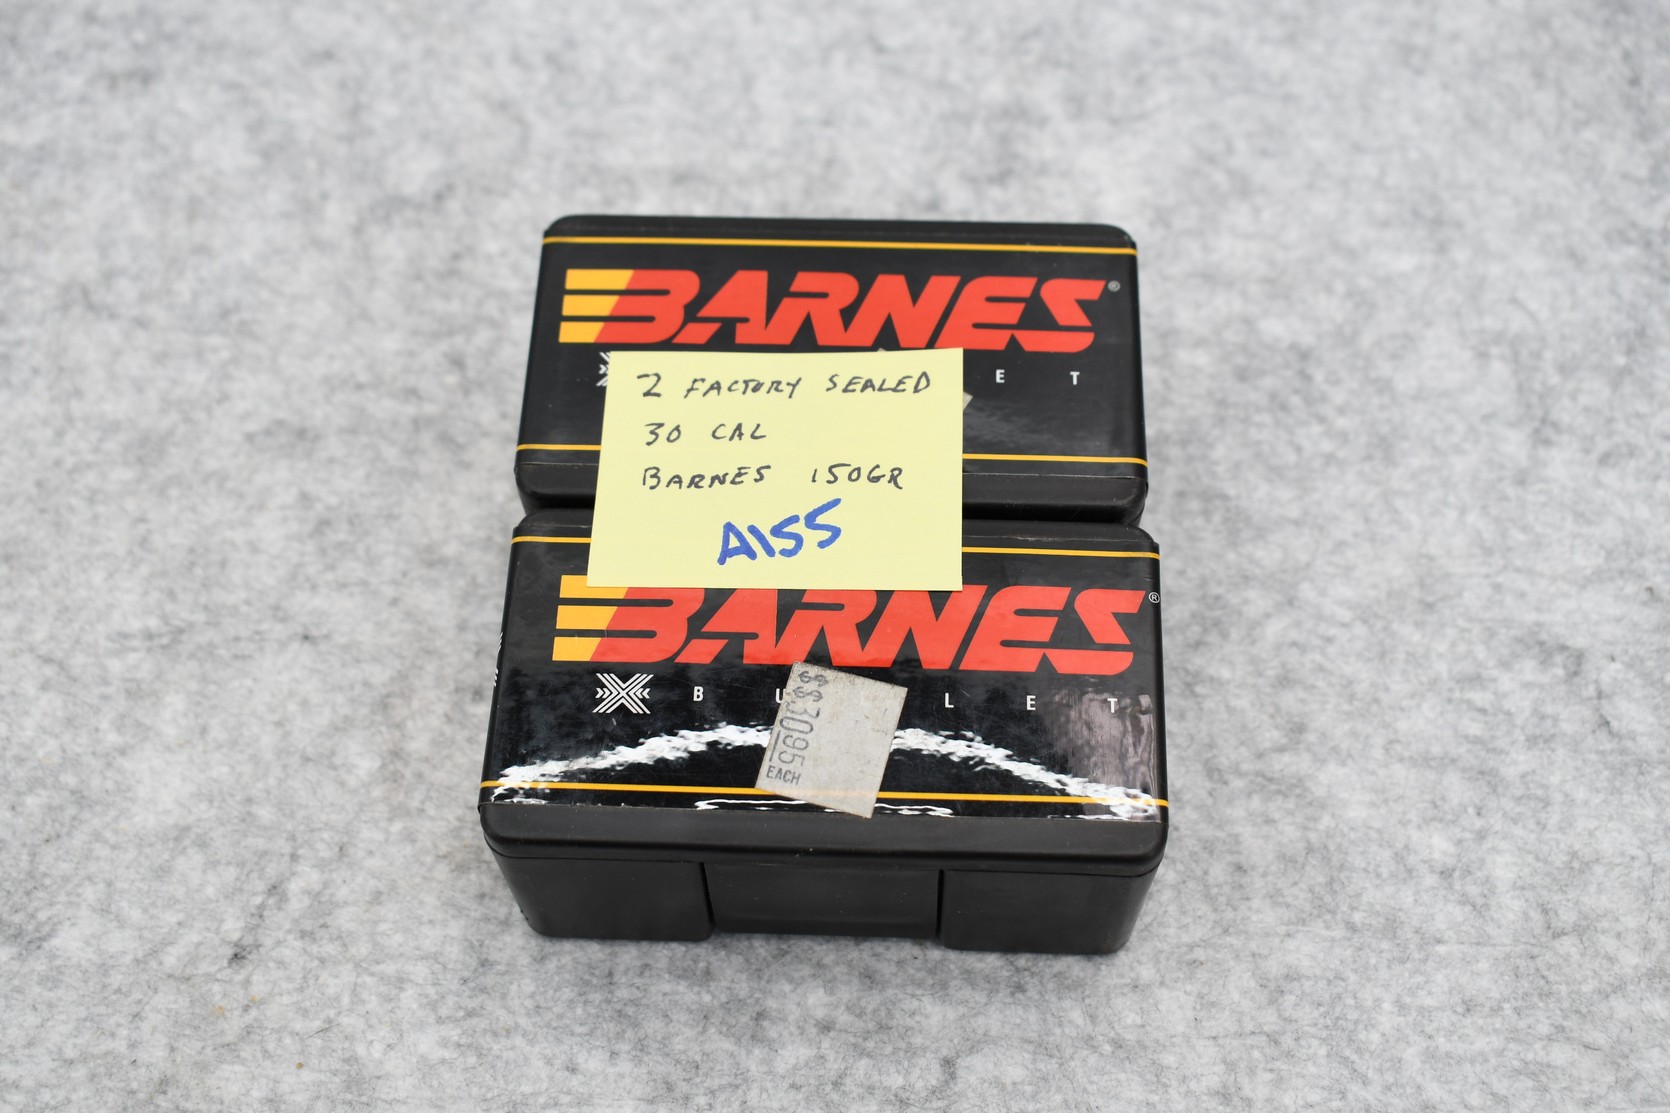 BARNES®
E T
2 FACTORY SEALED
30 CAL
BARNES 150GR
A155
BARNES®
X BULLET
$3095
EACH